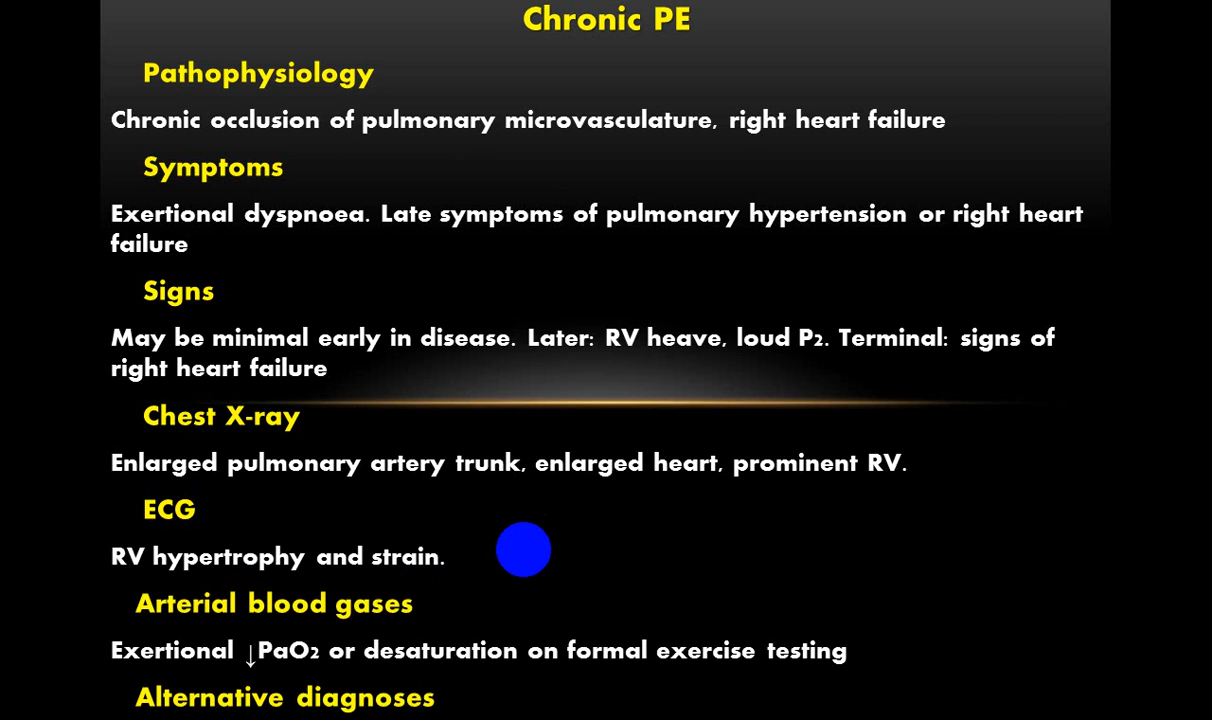 Chronic PE
Pathophysiology
Chronic occlusion of pulmonary microvasculature, right heart failure
Symptoms
Exertional dyspnoea. Late symptoms of pulmonary hypertension or right heart
failure
Signs
May be minimal early in disease. Later: RV heave, loud P2. Terminal: signs of
right heart failure
Chest X-ray
Enlarged pulmonary artery trunk, enlarged heart, prominent RV.
ECG
RV hypertrophy and strain.
Arterial blood gases
Exertional ↓PaO2 or desaturation on formal exercise testing
Alternative diagnoses